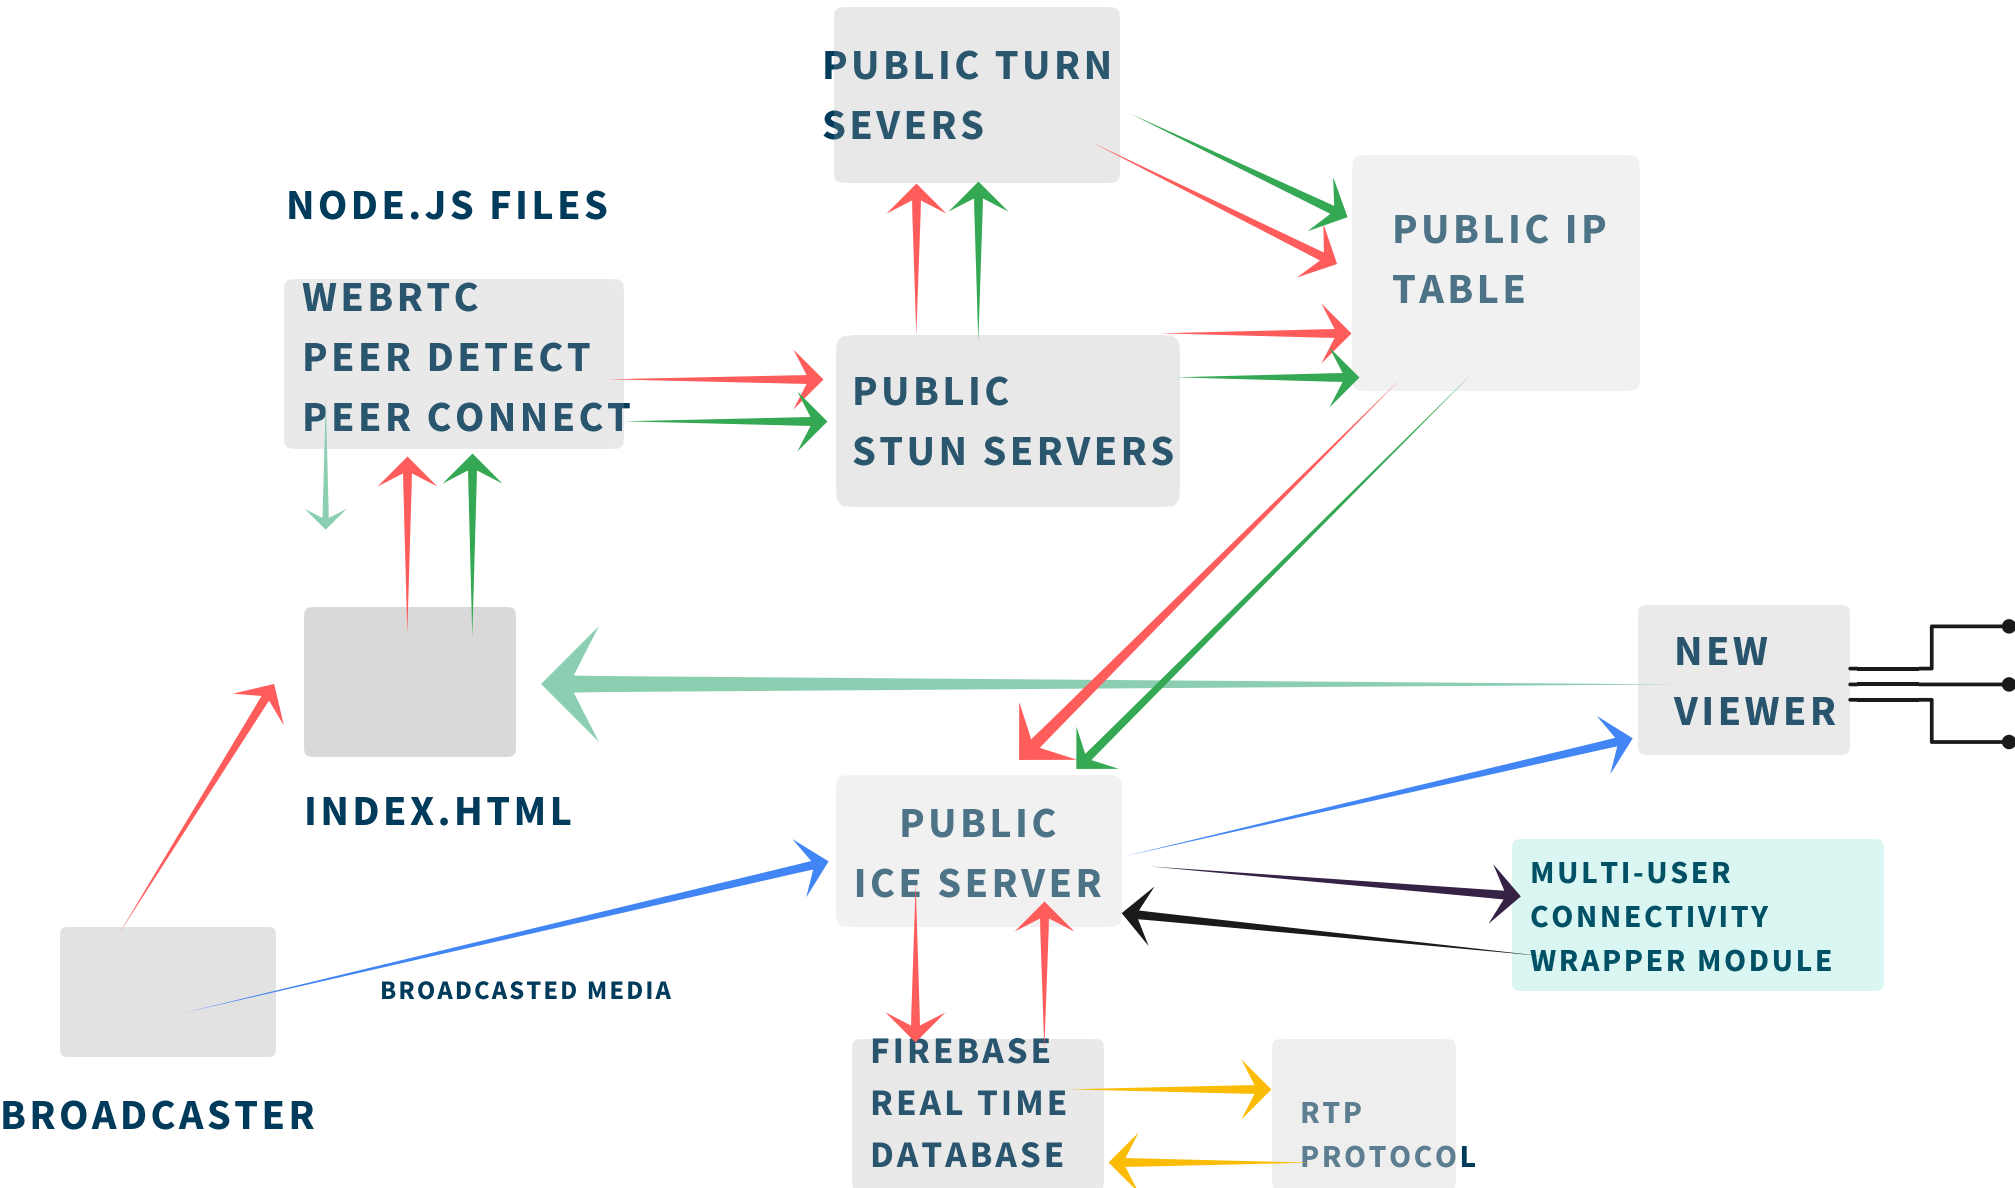 PUBLIC TURN
SEVERS
NODE.JS FILES
WEBRTC
PEER DETECT
PEER CONNECT
PUBLIC
STUN SERVERS
PUBLIC IP
TABLE
INDEX.HTML
NEW
VIEWER
PUBLIC
ICE SERVER
MULTI-USER
CONNECTIVITY
WRAPPER MODULE
BROADCASTED MEDIA
BROADCASTER
FIREBASE
REAL TIME
DATABASE
RTP
PROTOCOL